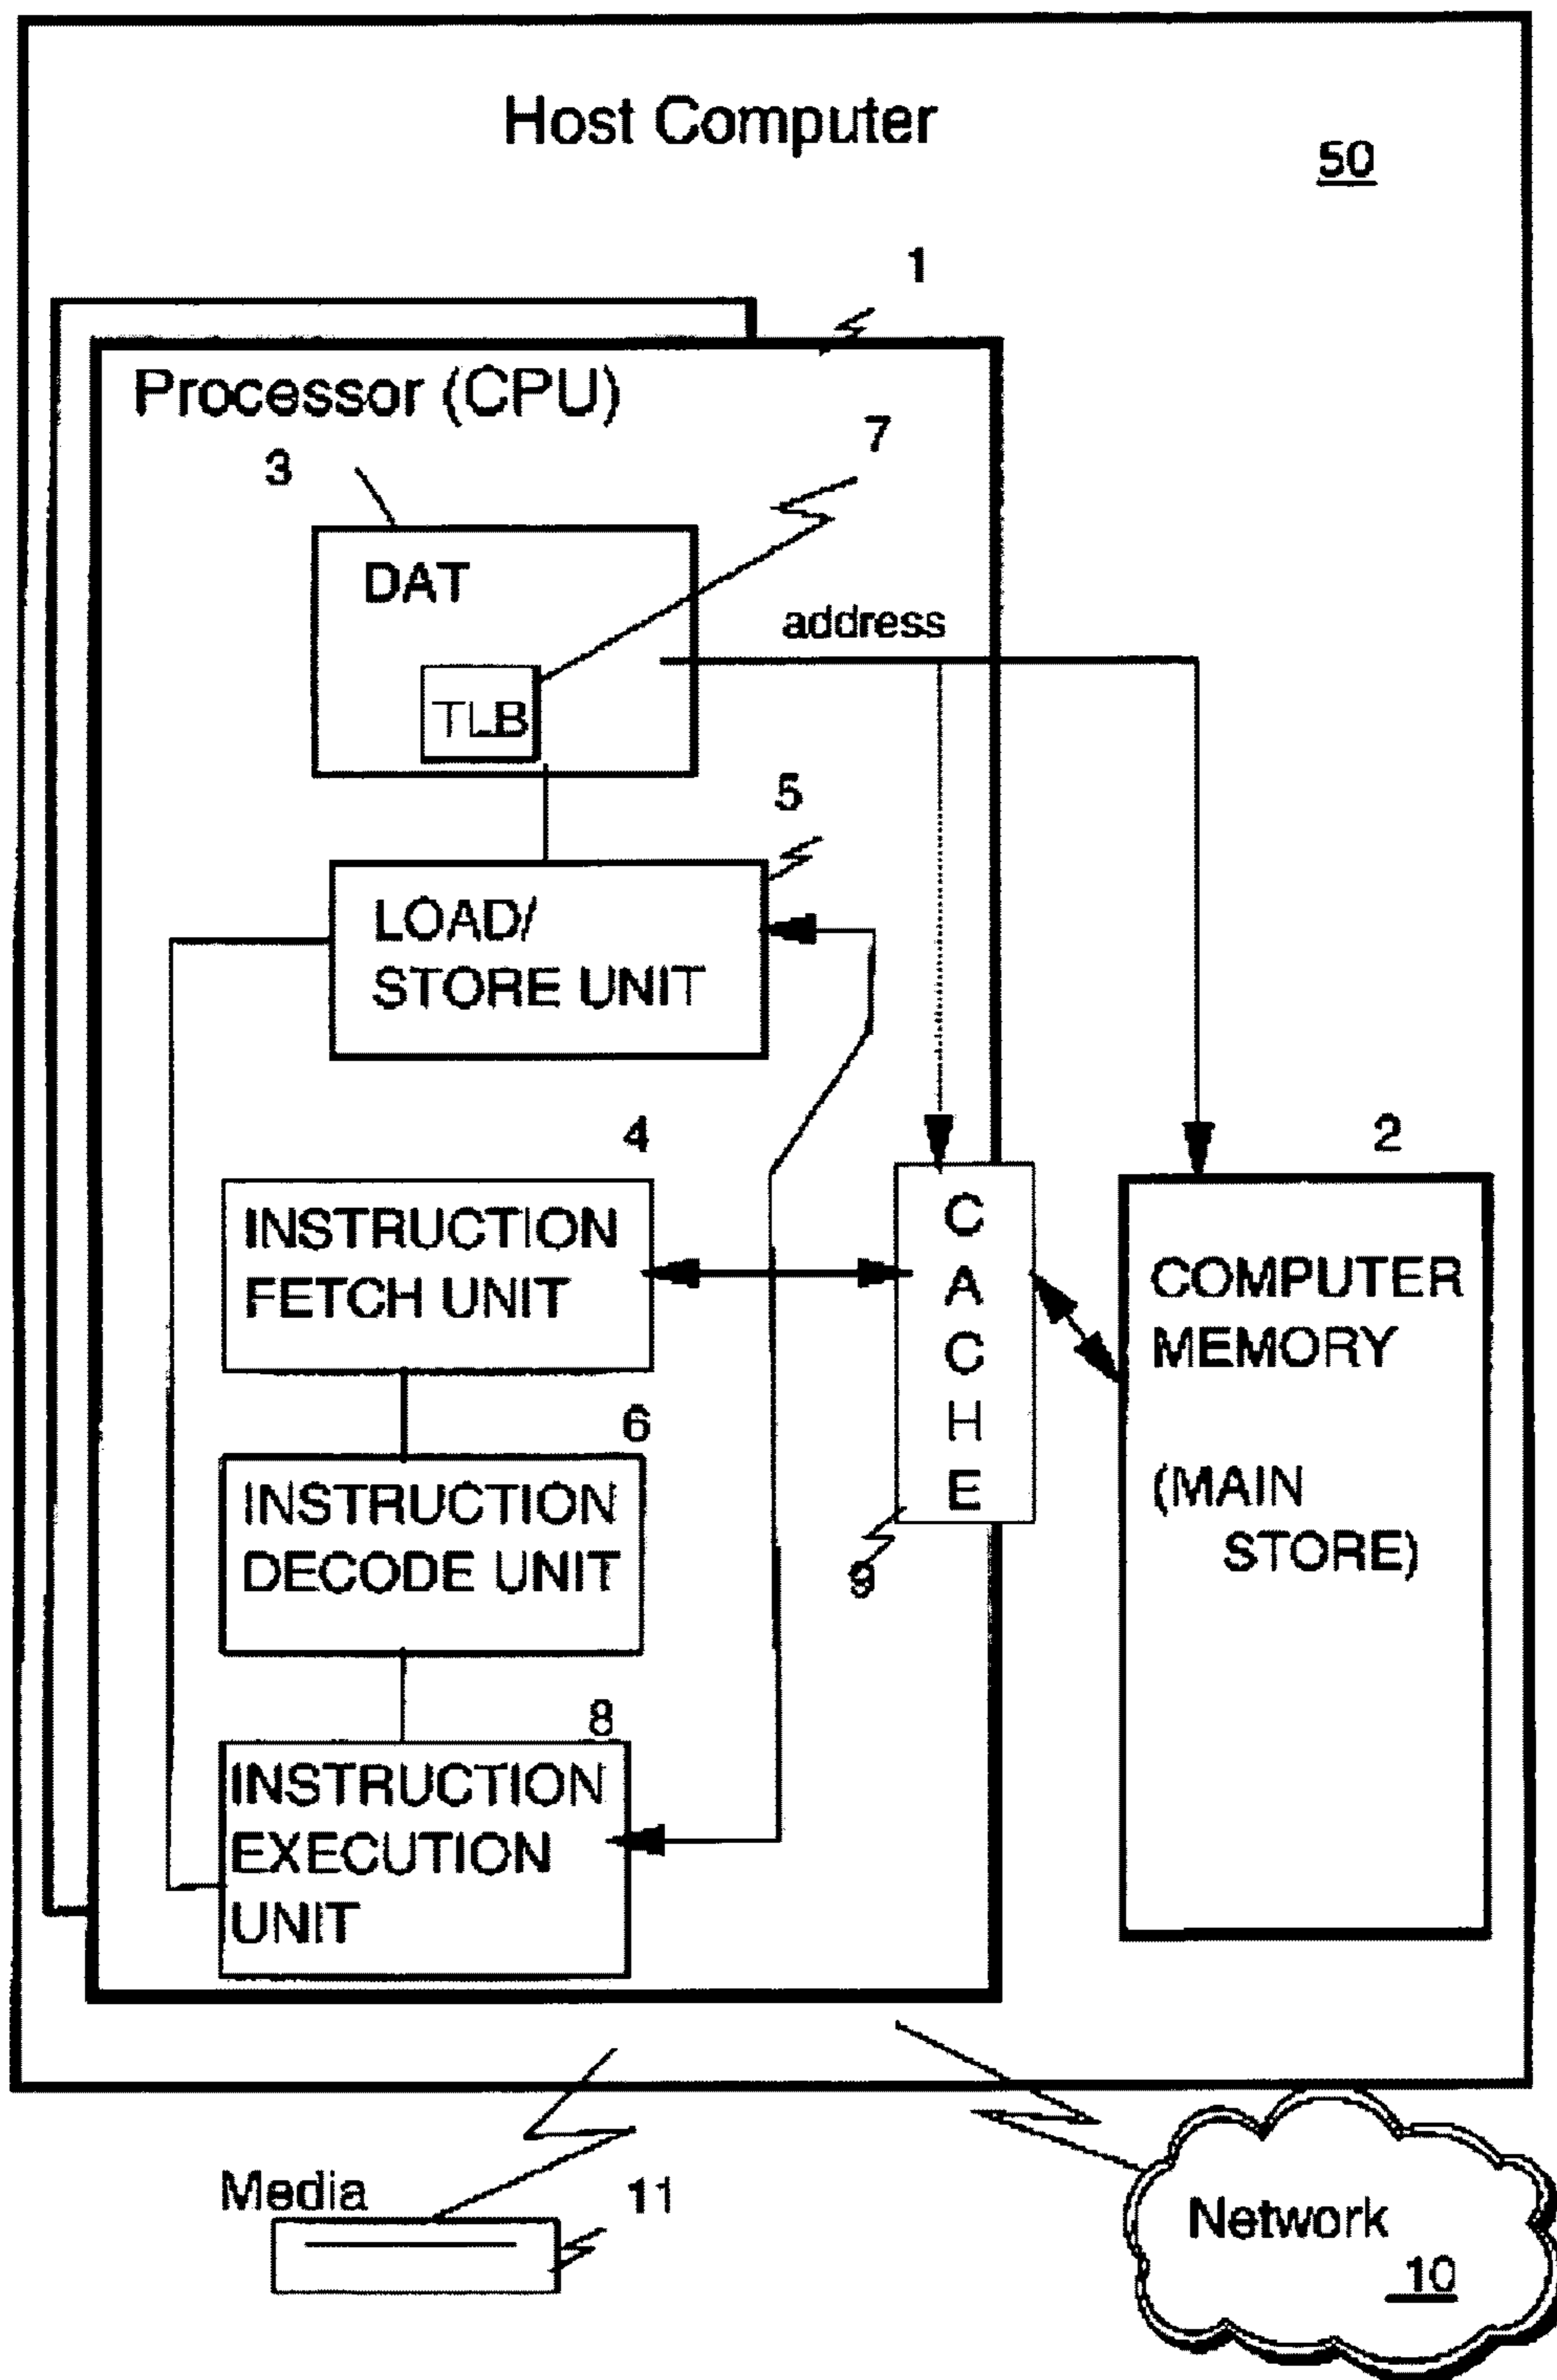 Host Computer
50
1
Processor (CPU)
7
3
DAT
address
TLB
5
LOAD/
STORE UNIT
4
2
INSTRUCTION
FETCH UNIT
CACHE
COMPUTER
MEMORY
(MAIN
STORE)
6
INSTRUCTION
DECODE UNIT
9
8
INSTRUCTION
EXECUTION
UNIT
Media
11
Network
10